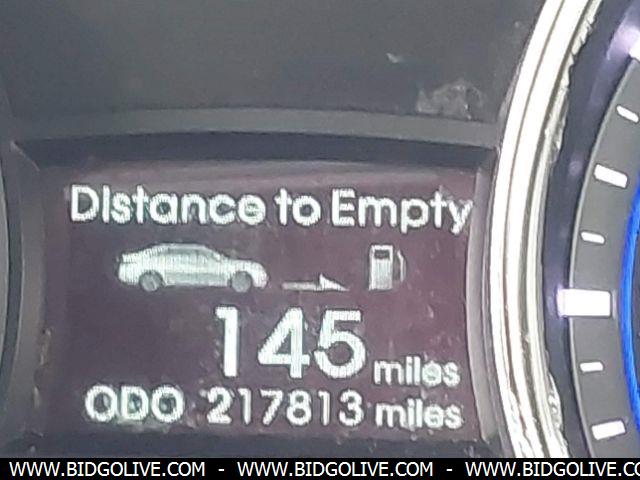 Distance to Empty
145 miles
ODO 217813 miles
WWW.BIDGOLIVE.COM - WWW.BIDGOLIVE.COM - WWW.BIDGOLIVE.COM